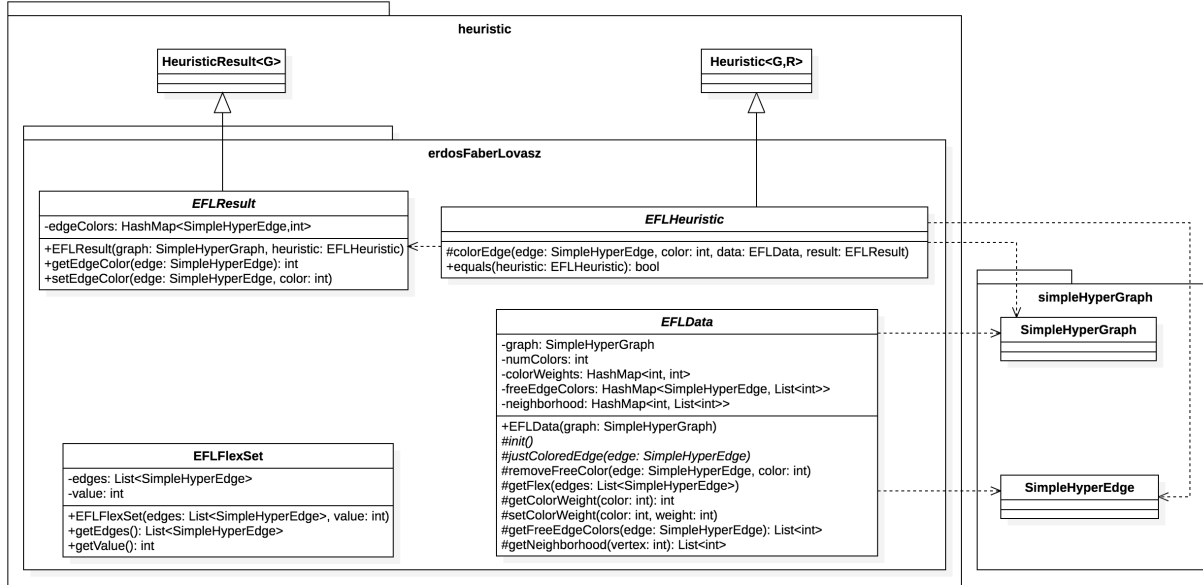 heuristic
HeuristicResult<G>
Heuristic<G,R>
erdosFaberLovasz
EFLResult
-edgeColors: HashMap<SimpleHyperEdge,int>
+EFLResult(graph: SimpleHyperGraph, heuristic: EFLHeuristic)
+getEdgeColor(edge: SimpleHyperEdge): int
+setEdgeColor(edge: SimpleHyperEdge, color: int)
EFLHeuristic
#colorEdge(edge: SimpleHyperEdge, color: int, data: EFLData, result: EFLResult)
+equals(heuristic: EFLHeuristic): bool
simpleHyperGraph
SimpleHyperGraph
EFLData
-graph: SimpleHyperGraph
-numColors: int
-colorWeights: HashMap<int, int>
-freeEdgeColors: HashMap<SimpleHyperEdge, List<int>>
-neighborhood: HashMap<int, List<int>>
+EFLData(graph: SimpleHyperGraph)
#init()
#justColoredEdge(edge: SimpleHyperEdge)
#removeFreeColor(edge: SimpleHyperEdge, color: int)
#getFlex(edges: List<SimpleHyperEdge>)
#getColorWeight(color: int): int
#setColorWeight(color: int, weight: int)
#getFreeEdgeColors(edge: SimpleHyperEdge): List<int>
#getNeighborhood(vertex: int): List<int>
EFLFlexSet
-edges: List<SimpleHyperEdge>
-value: int
+EFLFlexSet(edges: List<SimpleHyperEdge>, value: int)
+getEdges(): List<SimpleHyperEdge>
+getValue(): int
SimpleHyperEdge